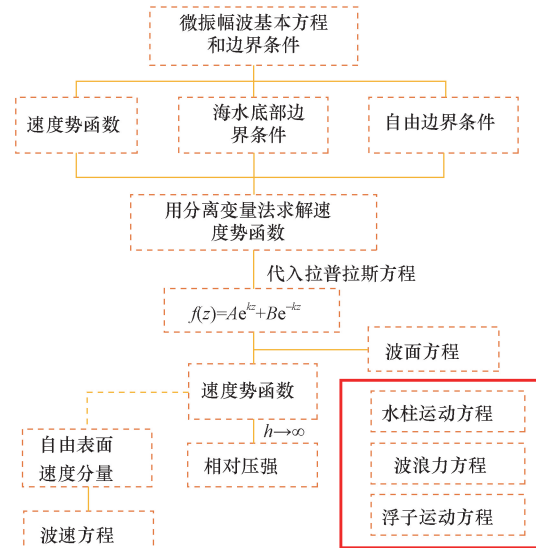 微振幅波基本方程
和边界条件
速度势函数
海水底部边
界条件
自由边界条件
用分离变量法求解速
度势函数
代入拉普拉斯方程
f(z)=Ae^{kz}+Be^{-kz}
波面方程
速度势函数
h→∞
水柱运动方程
自由表面
速度分量
相对压强
波浪力方程
波速方程
浮子运动方程